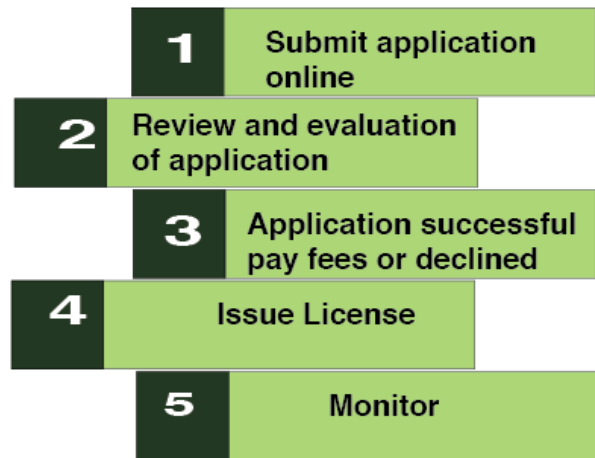 1
Submit application
online
2
Review and evaluation
of application
3
Application successful
pay fees or declined
4
Issue License
5
Monitor